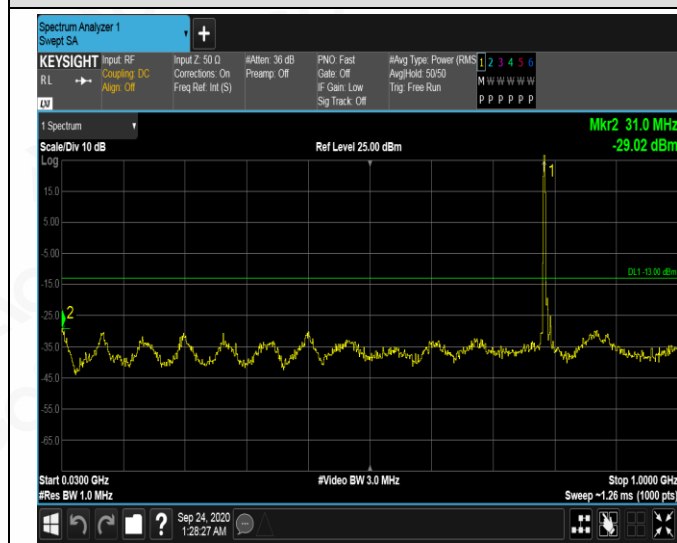 Spectrum Analyzer 1
Swept SA
+
KEYSIGHT
RL
LXI
Input: RF
Coupling: DC
Align: Off
Input Z: 50 Ω
Corrections: On
Freq Ref: Int (S)
#Atten: 36 dB
Preamp: Off
PNO: Fast
Gate: Off
IF Gain: Low
Sig Track: Off
#Avg Type: Power (RMS
Avg|Hold: 50/50
Trig: Free Run
1 2 3 4 5 6
M W W W W W
P P P P P P
1 Spectrum
Mkr2 31.0 MHz
-29.02 dBm
Scale/Div 10 dB
Ref Level 25.00 dBm
Log
1
15.0
5.00
-5.00
DL1 -13.00 dBm
-15.0
-25.0
2
-35.0
-45.0
-55.0
-65.0
Start 0.0300 GHz
#Video BW 3.0 MHz
Stop 1.0000 GHz
#Res BW 1.0 MHz
Sweep ~1.26 ms (1000 pts)
?
Sep 24, 2020
1:28:27 AM